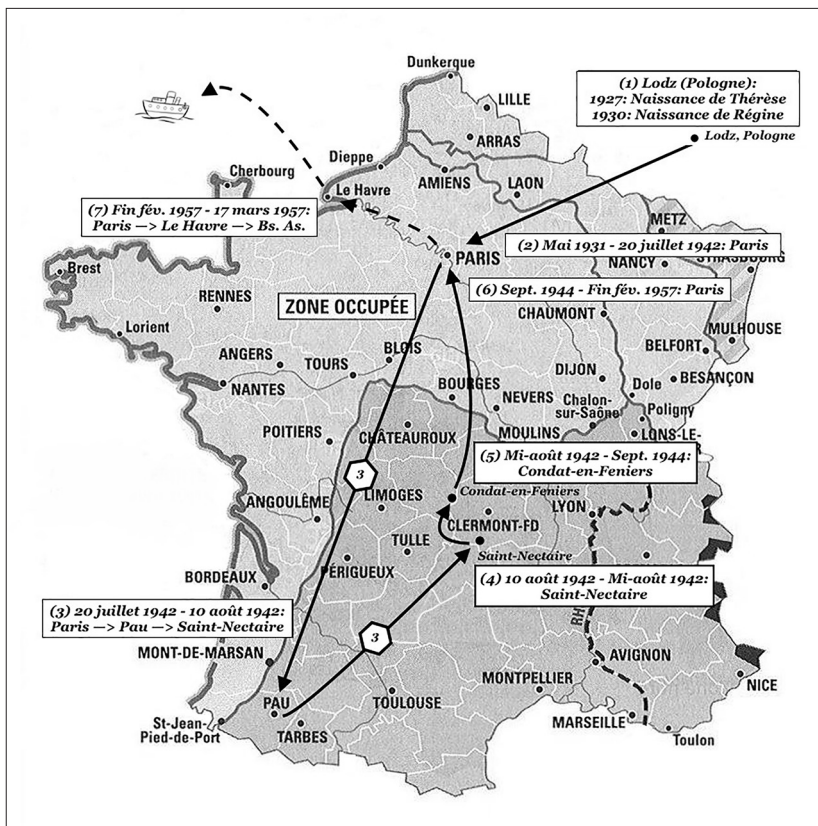 Dunkerque
(1) Lodz (Pologne):
1927: Naissance de Thérèse
1930: Naissance de Régine
LILLE
ARRAS
Lodz, Pologne
Dieppe
Cherbourg
AMIENS
LAON
Le Havre
(7) Fin fév. 1957 - 17 mars 1957:
Paris —> Le Havre —> Bs. As.
METZ
(2) Mai 1931 - 20 juillet 1942: Paris
STRASBOURG
PARIS
NANCY
Brest
(6) Sept. 1944 - Fin fév. 1957: Paris
RENNES
ZONE OCCUPÉE
CHAUMONT
Lorient
MULHOUSE
BLOIS
BELFORT
ANGERS
TOURS
DIJON
BESANÇON
NANTES
BOURGES
Dole
NEVERS
Chalon-
sur-Saône
Poligny
POITIERS
CHÂTEAUROUX
MOULINS
LONS-LE-
(5) Mi-août 1942 - Sept. 1944:
Condat-en-Feniers
3
Condat-en-Feniers
LIMOGES
ANGOULÊME
LYON
CLERMONT-FD
TULLE
Saint-Nectaire
PÉRIGUEUX
(4) 10 août 1942 - Mi-août 1942:
Saint-Nectaire
BORDEAUX
(3) 20 juillet 1942 - 10 août 1942:
Paris —> Pau —> Saint-Nectaire
3
MONT-DE-MARSAN
AVIGNON
MONTPELLIER
NICE
PAU
TOULOUSE
St-Jean-
Pied-de-Port
TARBES
MARSEILLE
Toulon